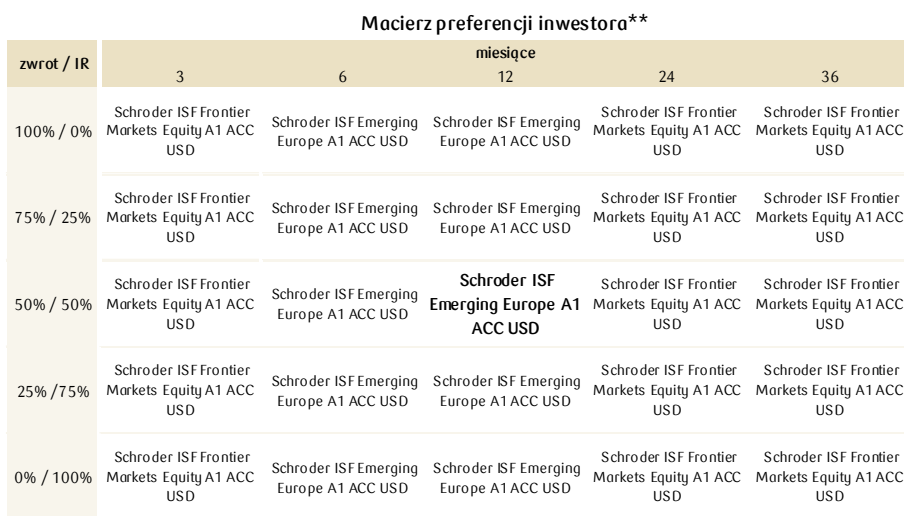 Macierz preferencji inwestora**
zwrot / IR
miesiące
3 6 12 24 36
100% / 0%
Schroder ISF Frontier
Markets Equity A1 ACC
USD
Schroder ISF Emerging
Europe A1 ACC USD
Schroder ISF Emerging
Europe A1 ACC USD
Schroder ISF Frontier
Markets Equity A1 ACC
USD
Schroder ISF Frontier
Markets Equity A1 ACC
USD
75% / 25%
Schroder ISF Frontier
Markets Equity A1 ACC
USD
Schroder ISF Emerging
Europe A1 ACC USD
Schroder ISF Emerging
Europe A1 ACC USD
Schroder ISF Frontier
Markets Equity A1 ACC
USD
Schroder ISF Frontier
Markets Equity A1 ACC
USD
50% / 50%
Schroder ISF Frontier
Markets Equity A1 ACC
USD
Schroder ISF Emerging
Europe A1 ACC USD
Schroder ISF
Emerging Europe A1
ACC USD
Schroder ISF Frontier
Markets Equity A1 ACC
USD
Schroder ISF Frontier
Markets Equity A1 ACC
USD
25% /75%
Schroder ISF Frontier
Markets Equity A1 ACC
USD
Schroder ISF Emerging
Europe A1 ACC USD
Schroder ISF Emerging
Europe A1 ACC USD
Schroder ISF Frontier
Markets Equity A1 ACC
USD
Schroder ISF Frontier
Markets Equity A1 ACC
USD
0% / 100%
Schroder ISF Frontier
Markets Equity A1 ACC
USD
Schroder ISF Emerging
Europe A1 ACC USD
Schroder ISF Emerging
Europe A1 ACC USD
Schroder ISF Frontier
Markets Equity A1 ACC
USD
Schroder ISF Frontier
Markets Equity A1 ACC
USD